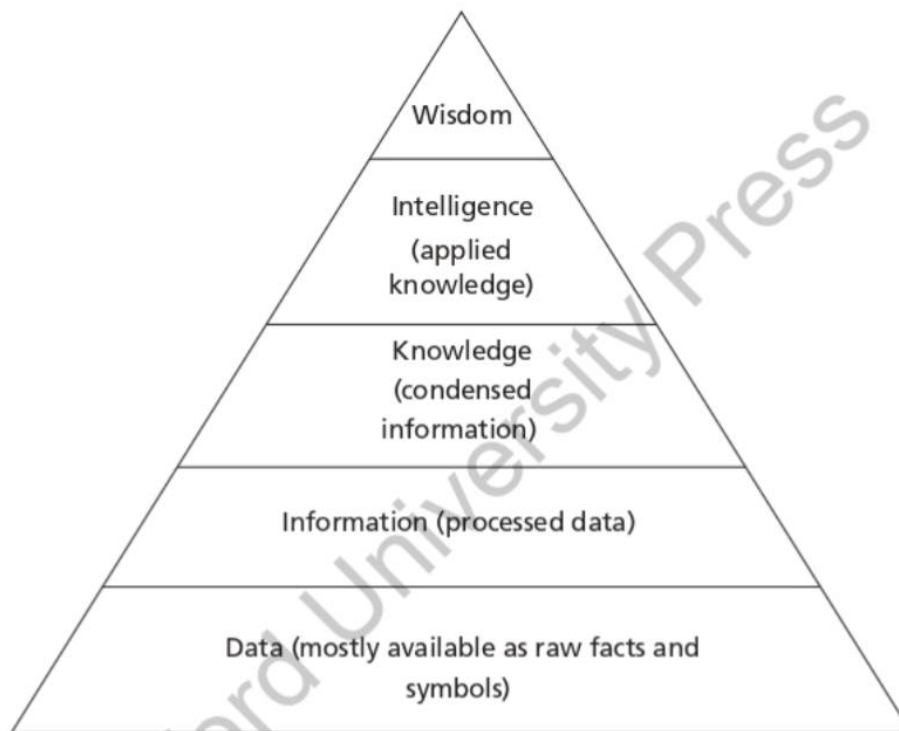 Wisdom
Intelligence
(applied
knowledge)
Knowledge
(condensed
information)
Information (processed data)
Data (mostly available as raw facts and
symbols)
University Press